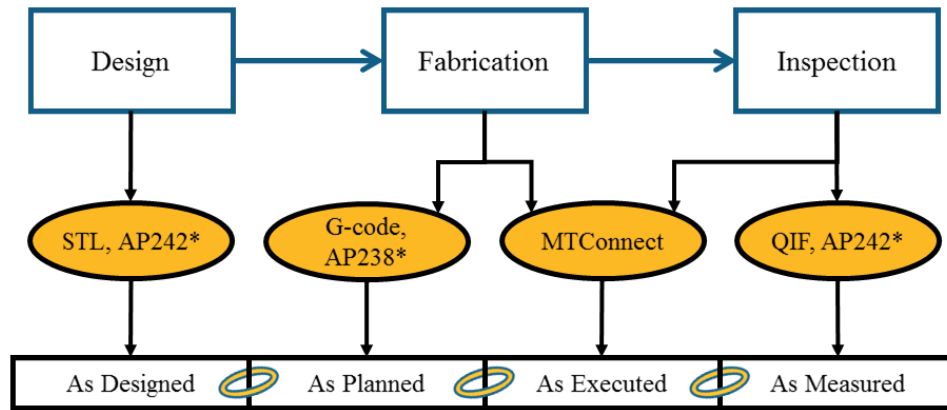 Design
Fabrication
Inspection
STL, AP242*
G-code,
AP238*
MTConnect
QIF, AP242*
As Designed
As Planned
As Executed
As Measured